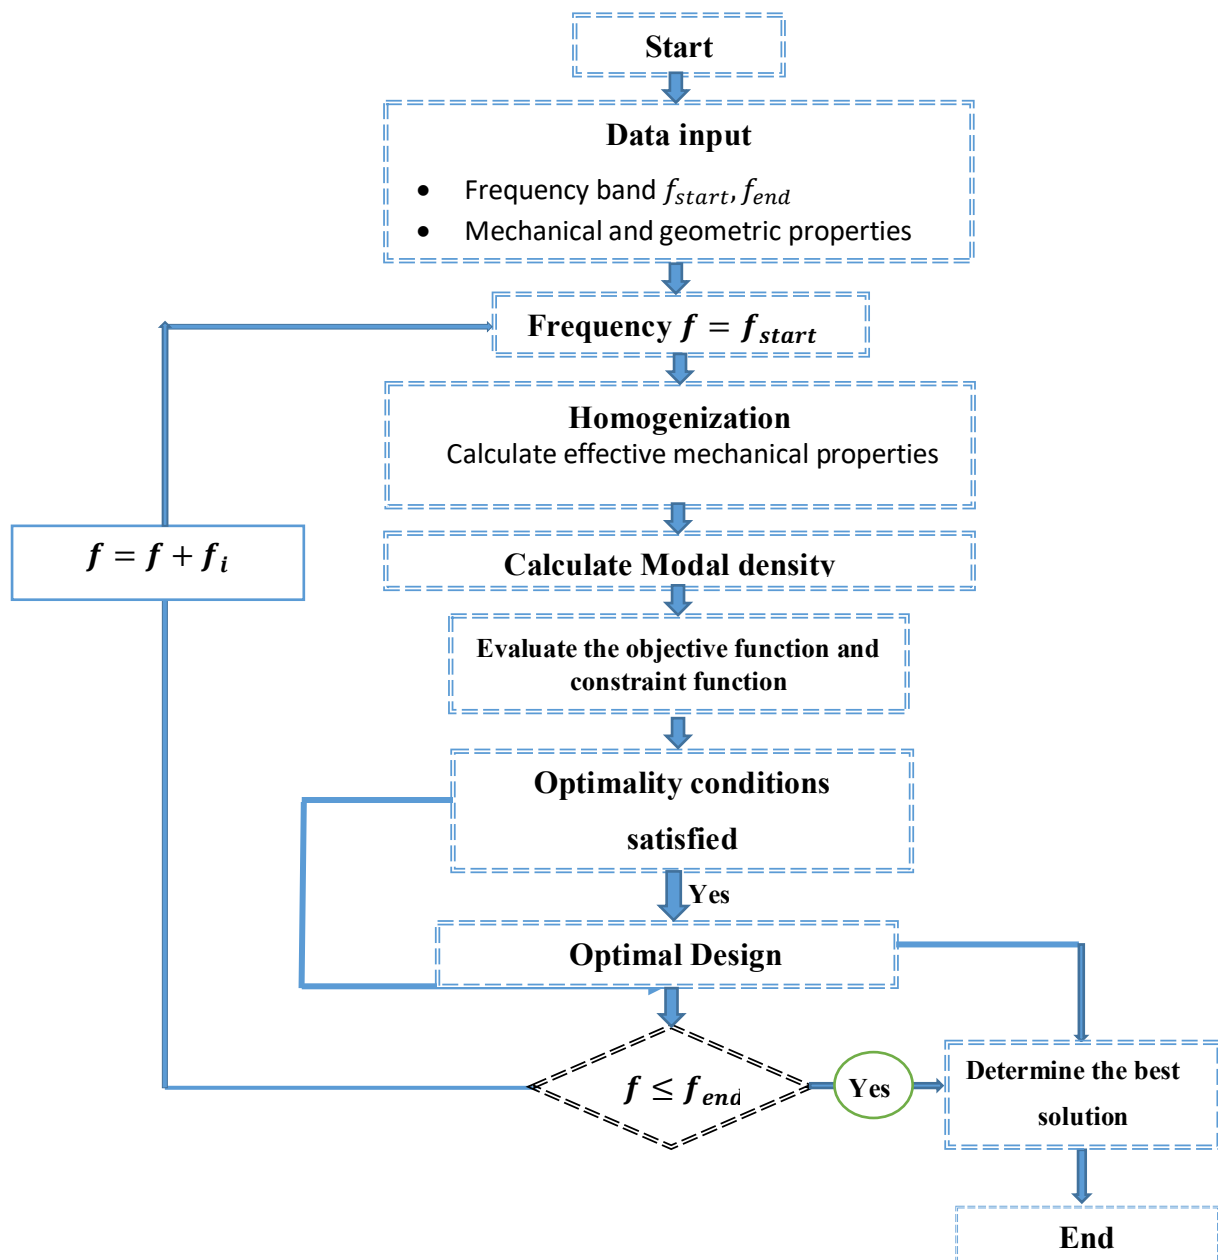 Start
Data input
• Frequency band f_start, f_end
• Mechanical and geometric properties
Frequency f = f_start
Homogenization
Calculate effective mechanical properties
f = f + f_i
Calculate Modal density
Evaluate the objective function and
constraint function
Optimality conditions
satisfied
Yes
Optimal Design
f ≤ f_end
Yes
Determine the best
solution
End